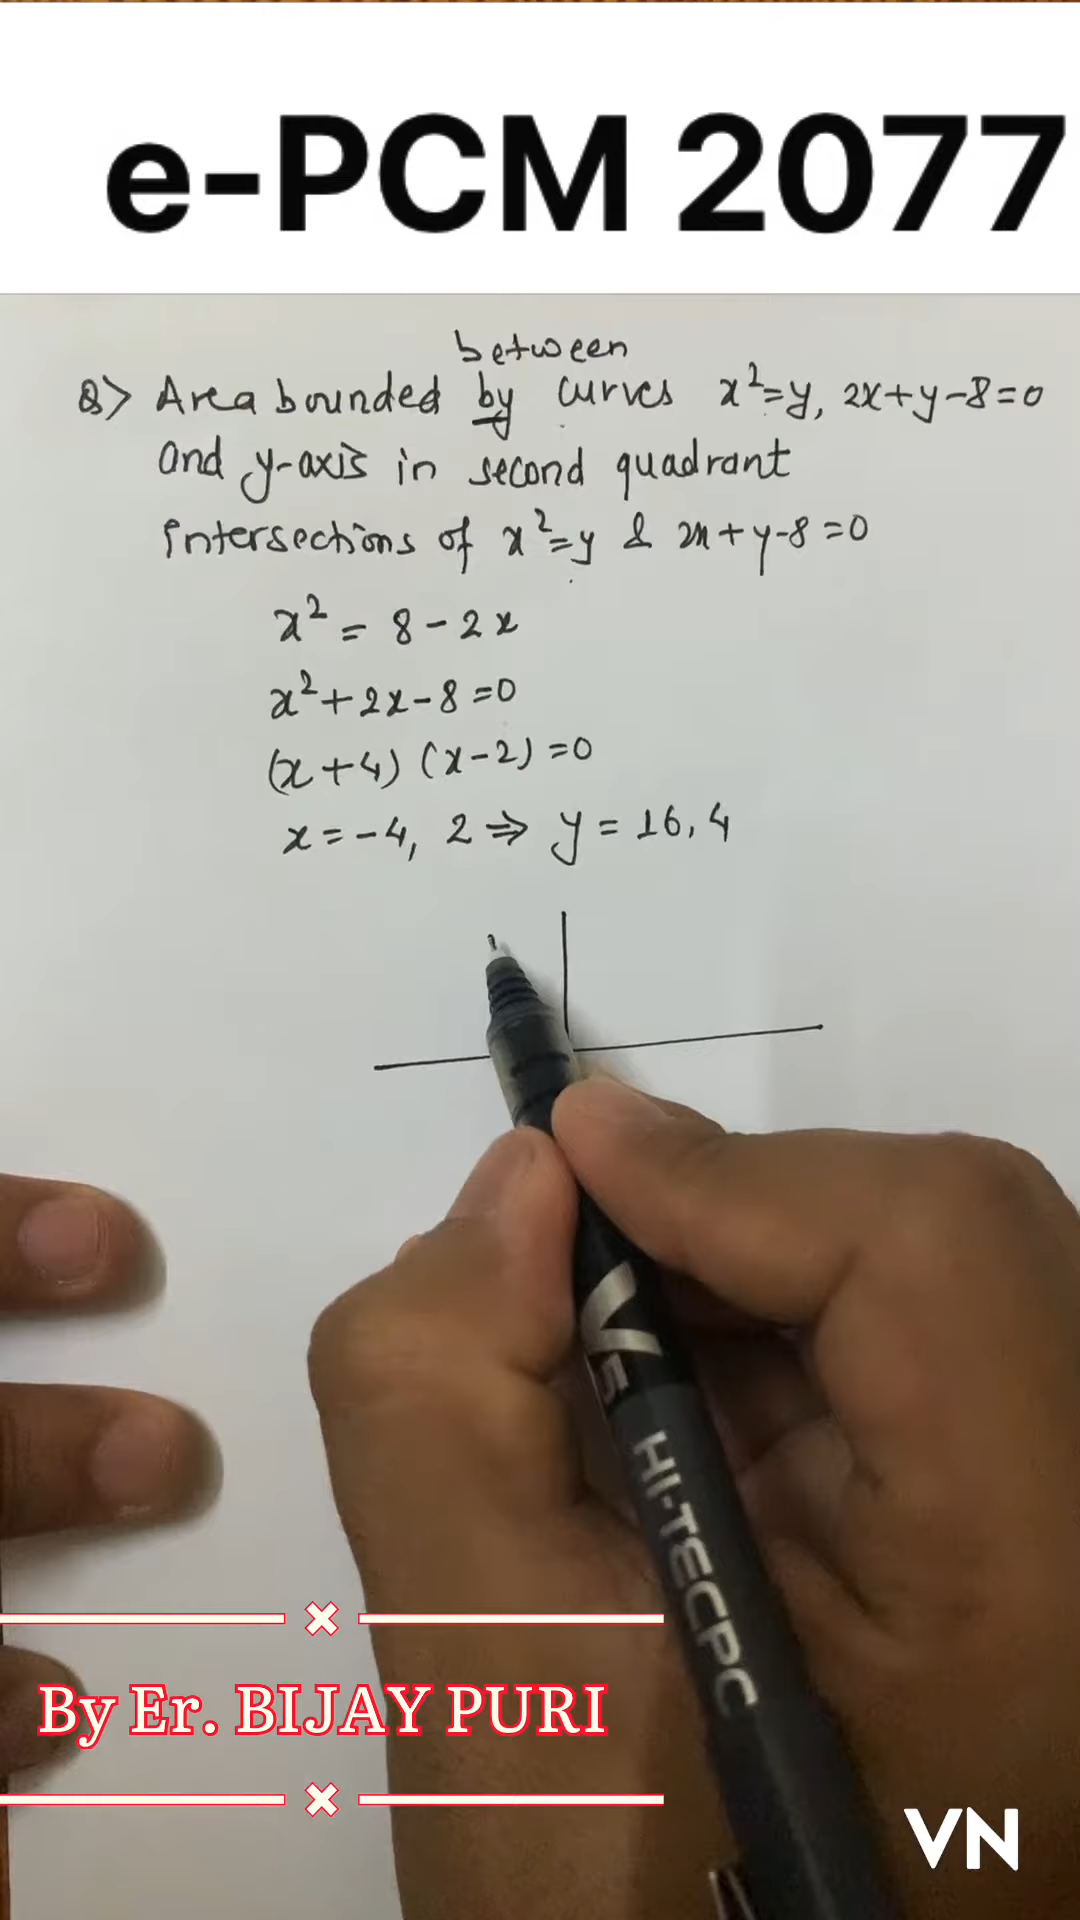 e-PCM 2077
between
Q> Area bounded by curves x²=y, 2x+y-8=0
and y-axis in second quadrant
intersections of x²=y & 2x+y-8=0
x² = 8-2x
x²+2x-8=0
(x+4) (x-2)=0
x=-4, 2 ⇒ y = 16, 4
V5
HI-TECPC
By Er. BIJAY PURI
VN